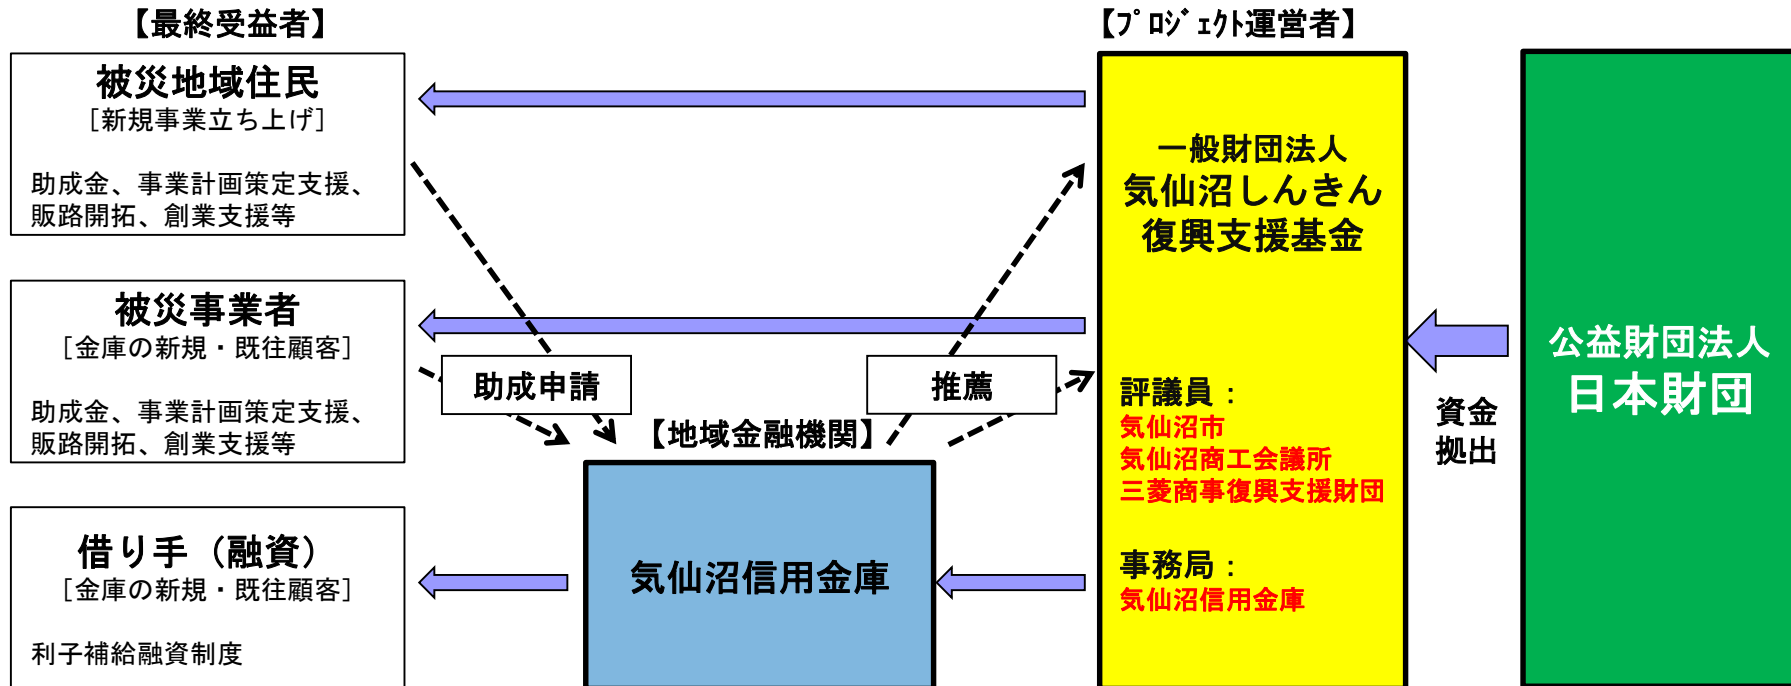 【最終受益者】
被災地域住民
［新規事業立ち上げ］
助成金、事業計画策定支援、
販路開拓、創業支援等
被災事業者
［金庫の新規・既往顧客］
助成金、事業計画策定支援、
販路開拓、創業支援等
借り手（融資）
［金庫の新規・既往顧客］
利子補給融資制度
助成申請
推薦
【地域金融機関】
気仙沼信用金庫
【ﾌﾟﾛｼﾞｪｸﾄ運営者】
一般財団法人
気仙沼しんきん
復興支援基金
評議員：
気仙沼市
気仙沼商工会議所
三菱商事復興支援財団
事務局：
気仙沼信用金庫
資金
拠出
公益財団法人
日本財団